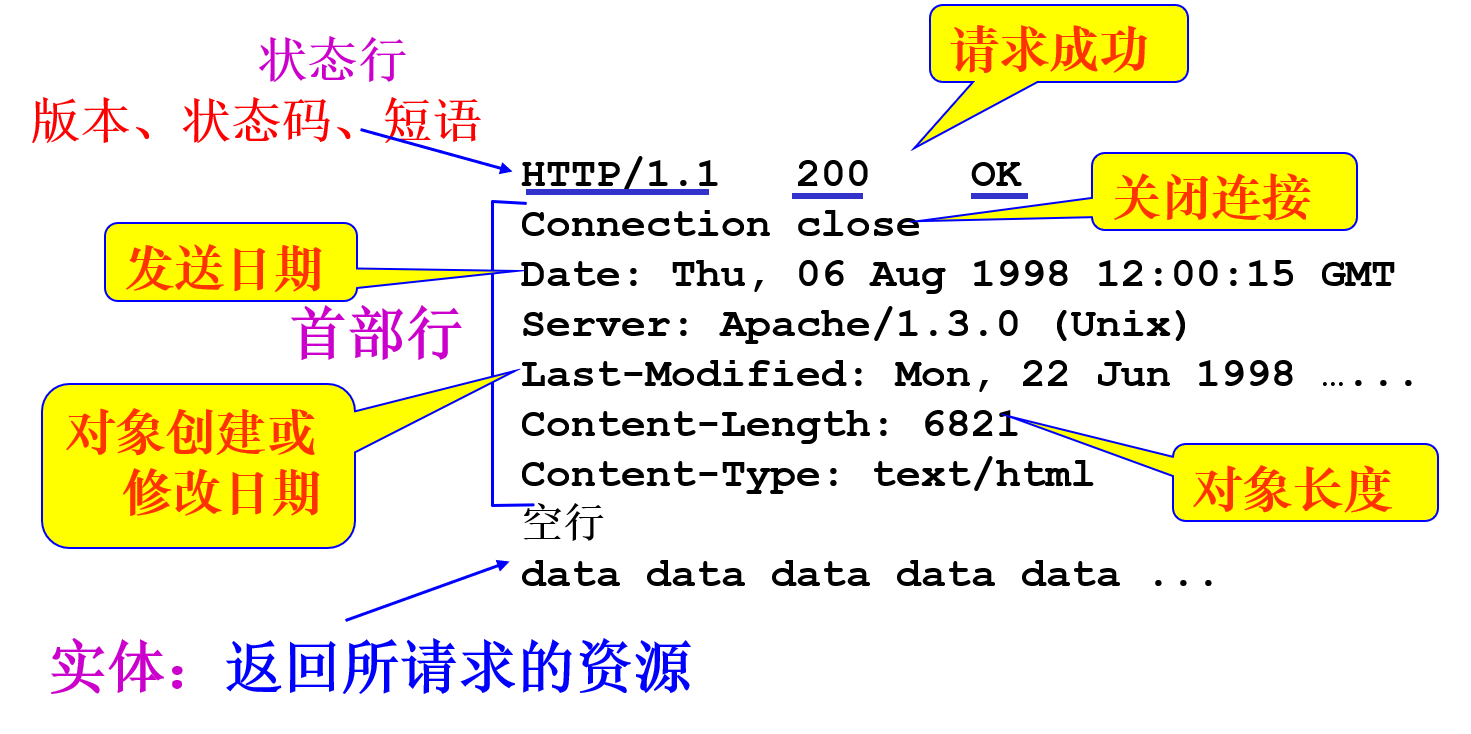 请求成功
状态行
版本、状态码、短语
HTTP/1.1 200 OK
关闭连接
Connection close
发送日期
Date: Thu, 06 Aug 1998 12:00:15 GMT
首部行
Server: Apache/1.3.0 (Unix)
Last-Modified: Mon, 22 Jun 1998 …...
对象创建或
修改日期
Content-Length: 6821
对象长度
Content-Type: text/html
空行
data data data data data ...
实体：返回所请求的资源